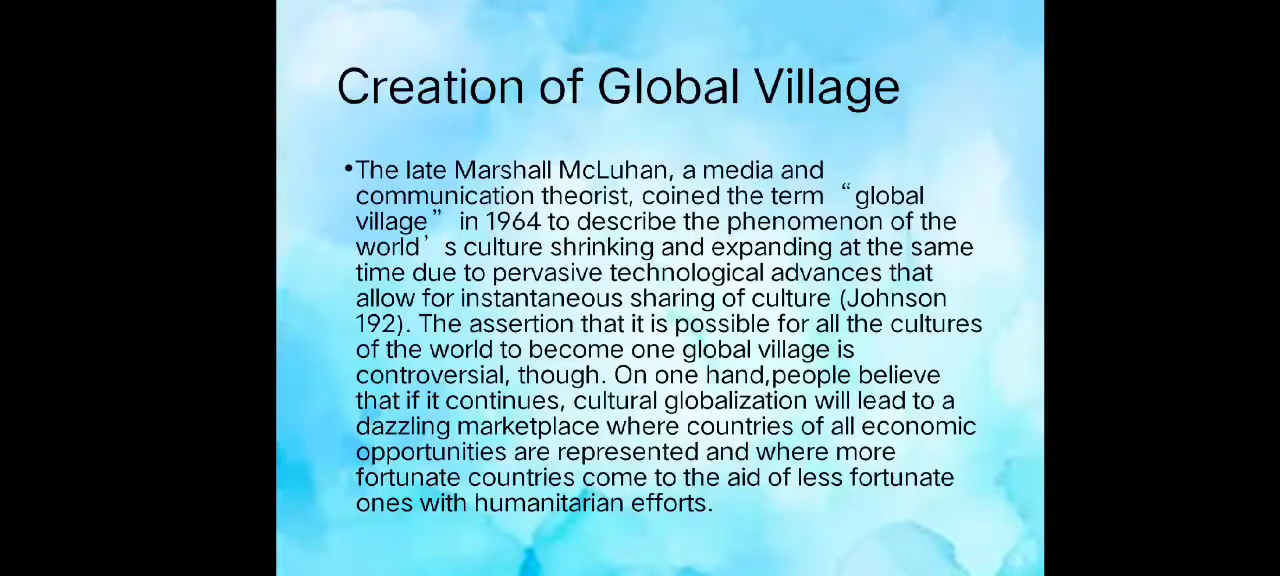 Creation of Global Village
•The late Marshall McLuhan, a media and
communication theorist, coined the term “global
village” in 1964 to describe the phenomenon of the
world’s culture shrinking and expanding at the same
time due to pervasive technological advances that
allow for instantaneous sharing of culture (Johnson
192). The assertion that it is possible for all the cultures
of the world to become one global village is
controversial, though. On one hand,people believe
that if it continues, cultural globalization will lead to a
dazzling marketplace where countries of all economic
opportunities are represented and where more
fortunate countries come to the aid of less fortunate
ones with humanitarian efforts.